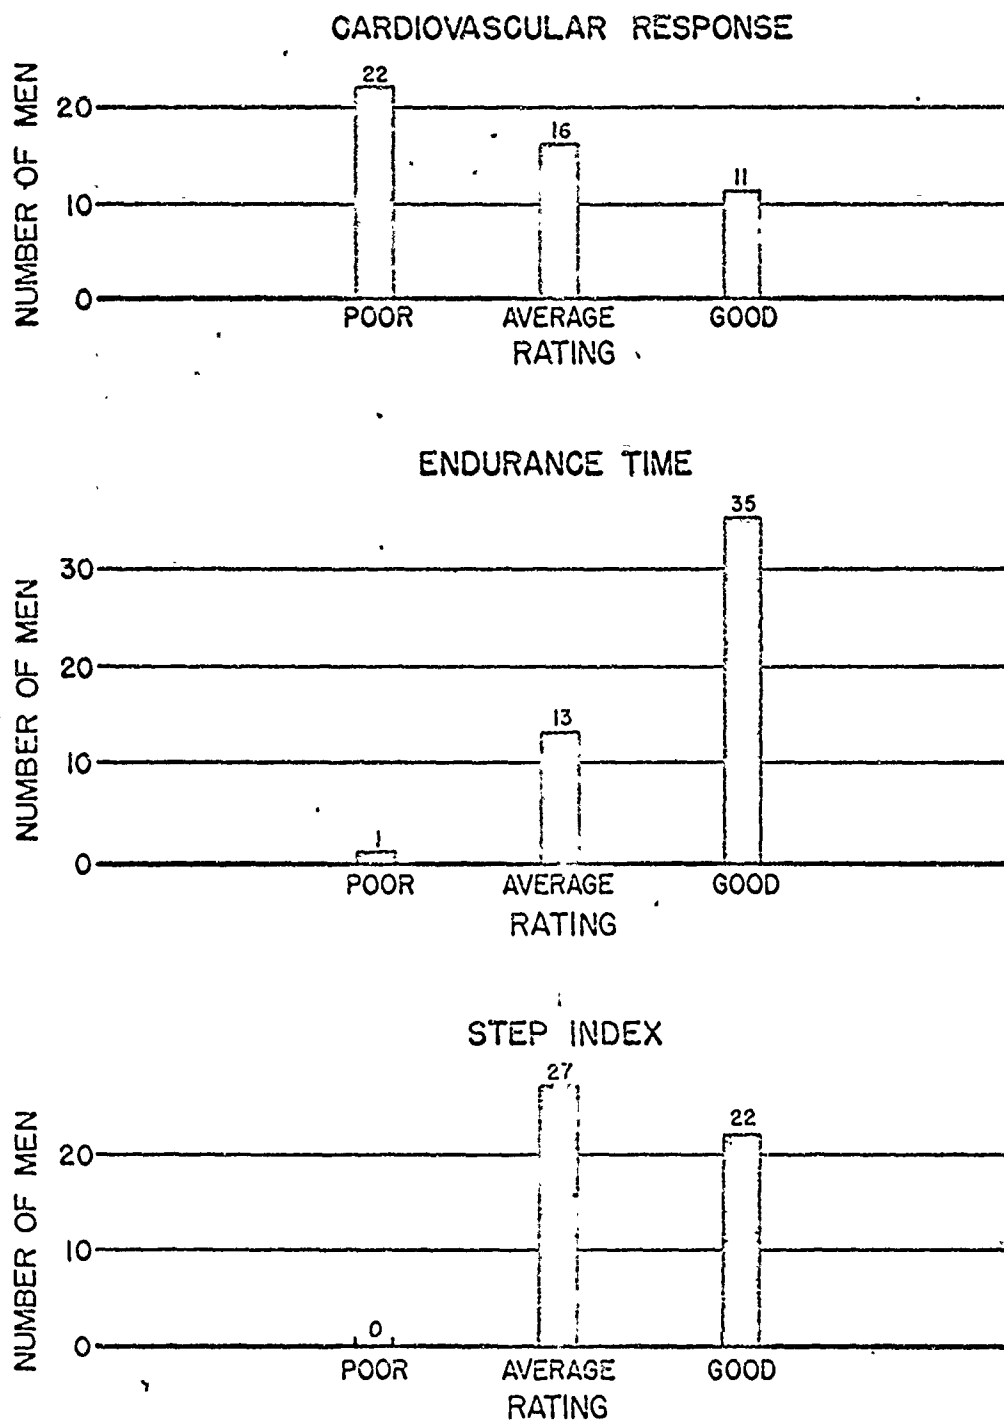 CARDIOVASCULAR RESPONSE
NUMBER OF MEN
22
20
16
11
10
0
POOR AVERAGE GOOD
RATING
ENDURANCE TIME
NUMBER OF MEN
35
30
20
13
10
1
0
POOR AVERAGE GOOD
RATING
STEP INDEX
NUMBER OF MEN
27
22
20
10
0
0
POOR AVERAGE GOOD
RATING